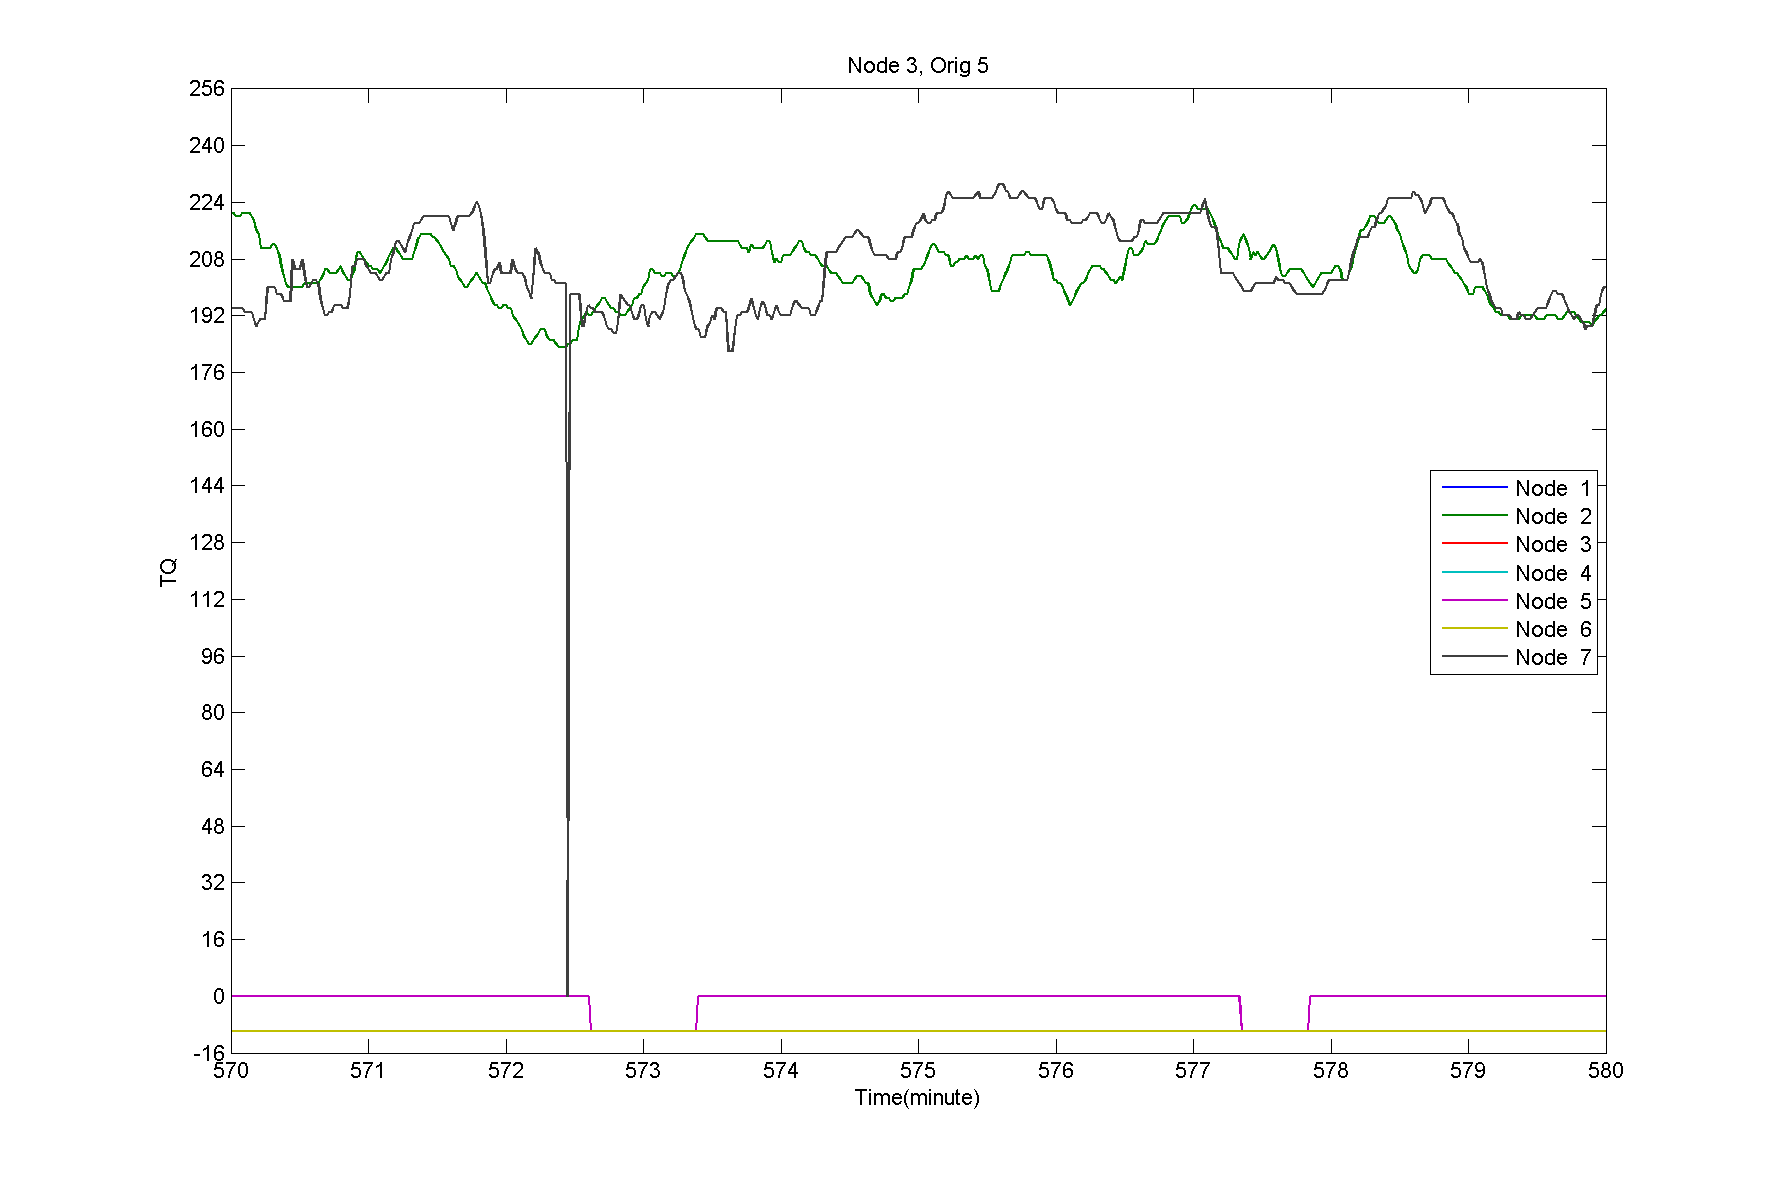 Node 3, Orig 5
256
240
224
208
192
176
160
144
128
112
96
80
64
48
32
16
0
-16
TQ
Node 1
Node 2
Node 3
Node 4
Node 5
Node 6
Node 7
570 571 572 573 574 575 576 577 578 579 580
Time(minute)